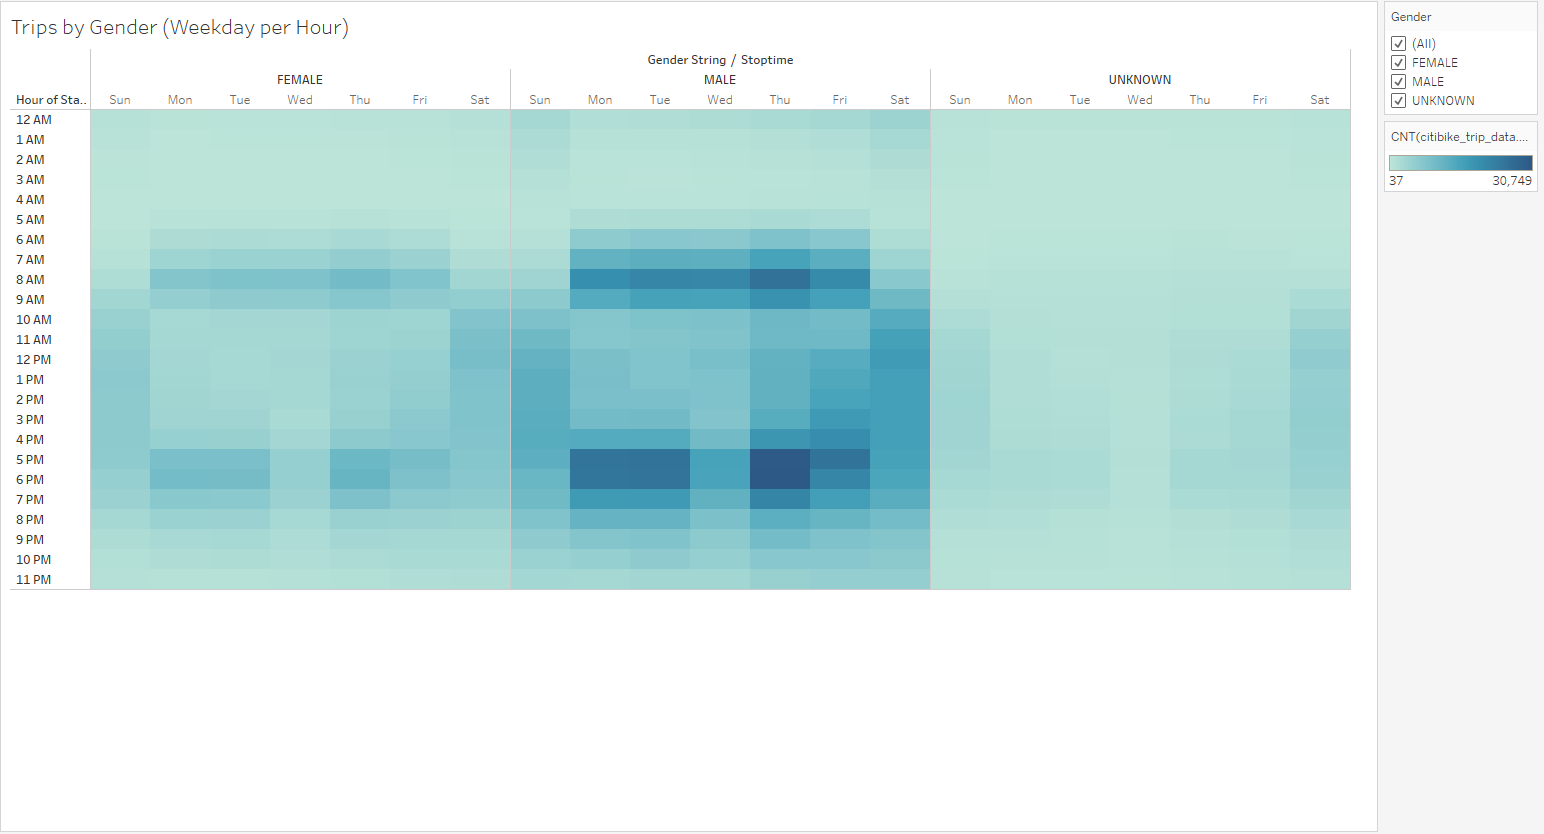 Trips by Gender (Weekday per Hour)
Gender String / Stoptime
FEMALE MALE UNKNOWN
Hour of Sta.. Sun Mon Tue Wed Thu Fri Sat Sun Mon Tue Wed Thu Fri Sat Sun Mon Tue Wed Thu Fri Sat
12 AM
1 AM
2 AM
3 AM
4 AM
5 AM
6 AM
7 AM
8 AM
9 AM
10 AM
11 AM
12 PM
1 PM
2 PM
3 PM
4 PM
5 PM
6 PM
7 PM
8 PM
9 PM
10 PM
11 PM
Gender
(All)
FEMALE
MALE
UNKNOWN
CNT(citibike_trip_data....
37 30,749